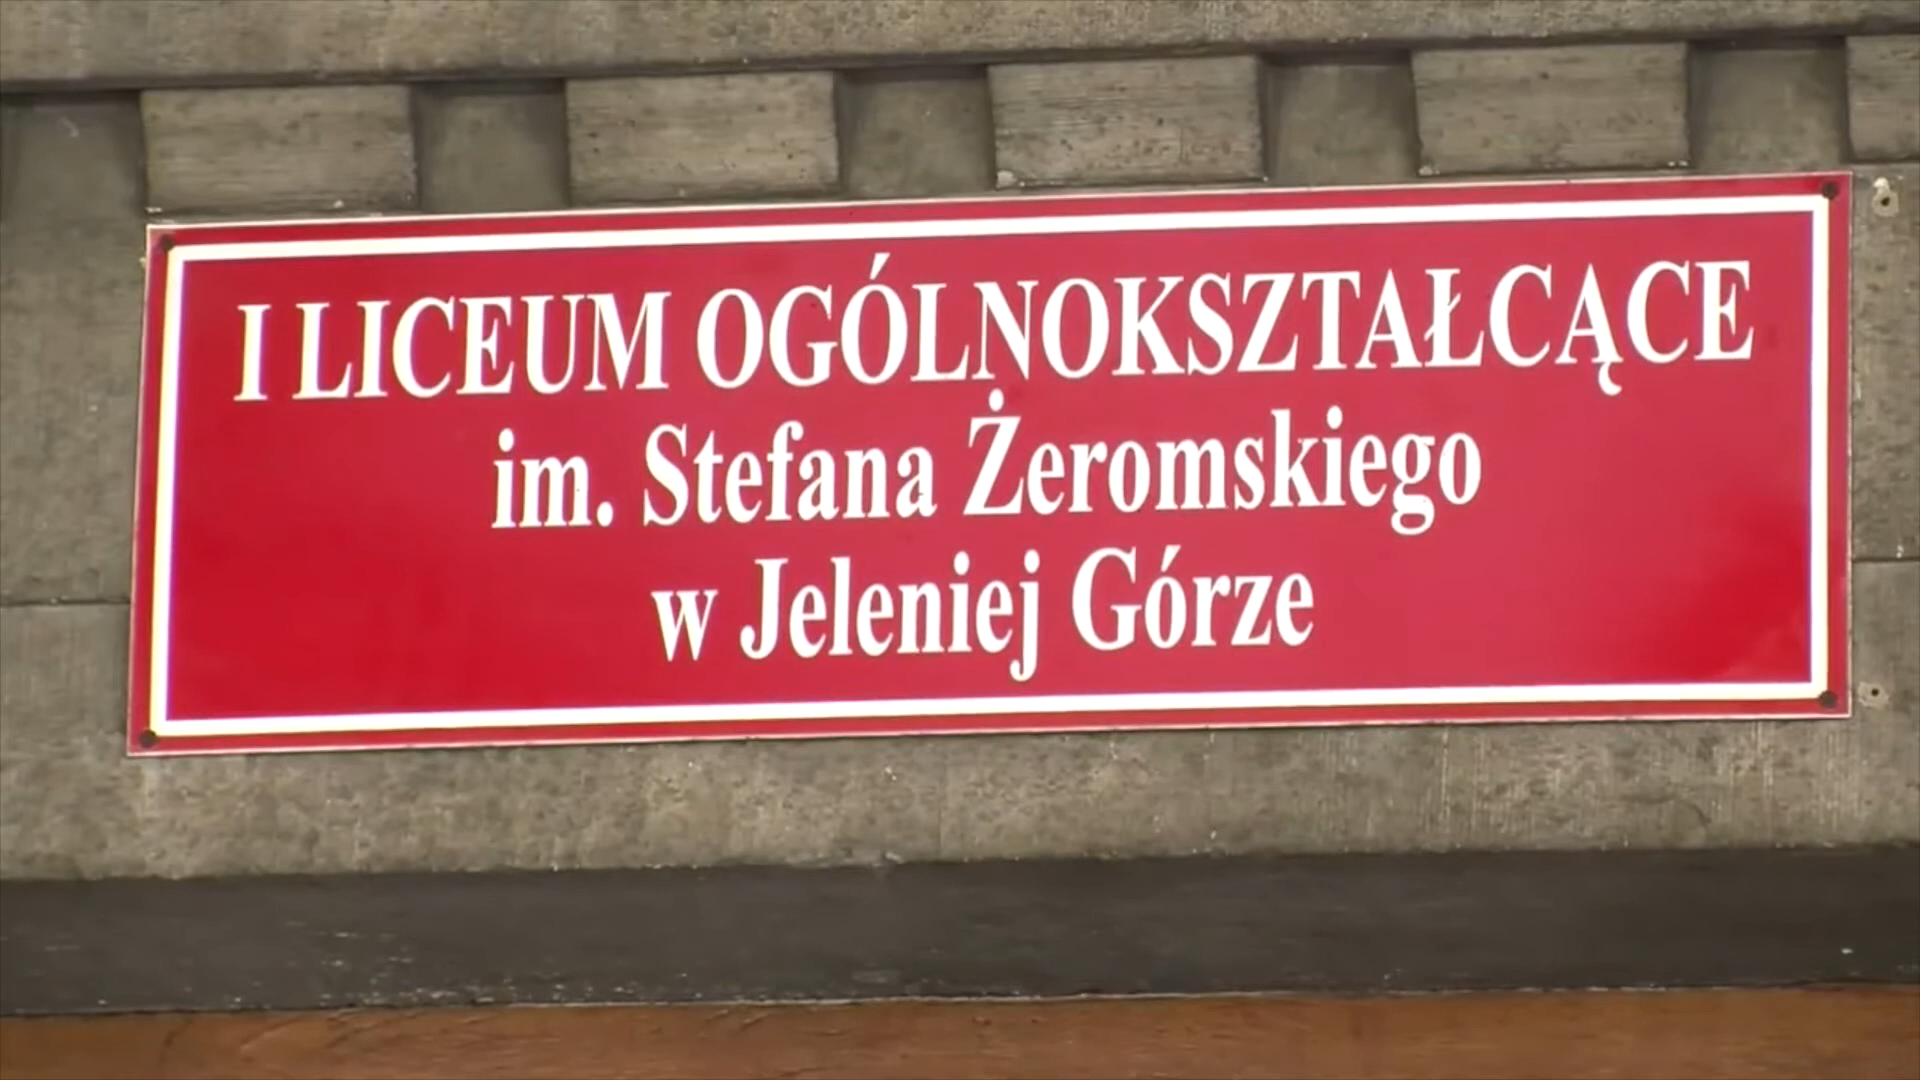 I LICEUM OGÓLNOKSZTAŁCĄCE
im. Stefana Żeromskiego
w Jeleniej Górze